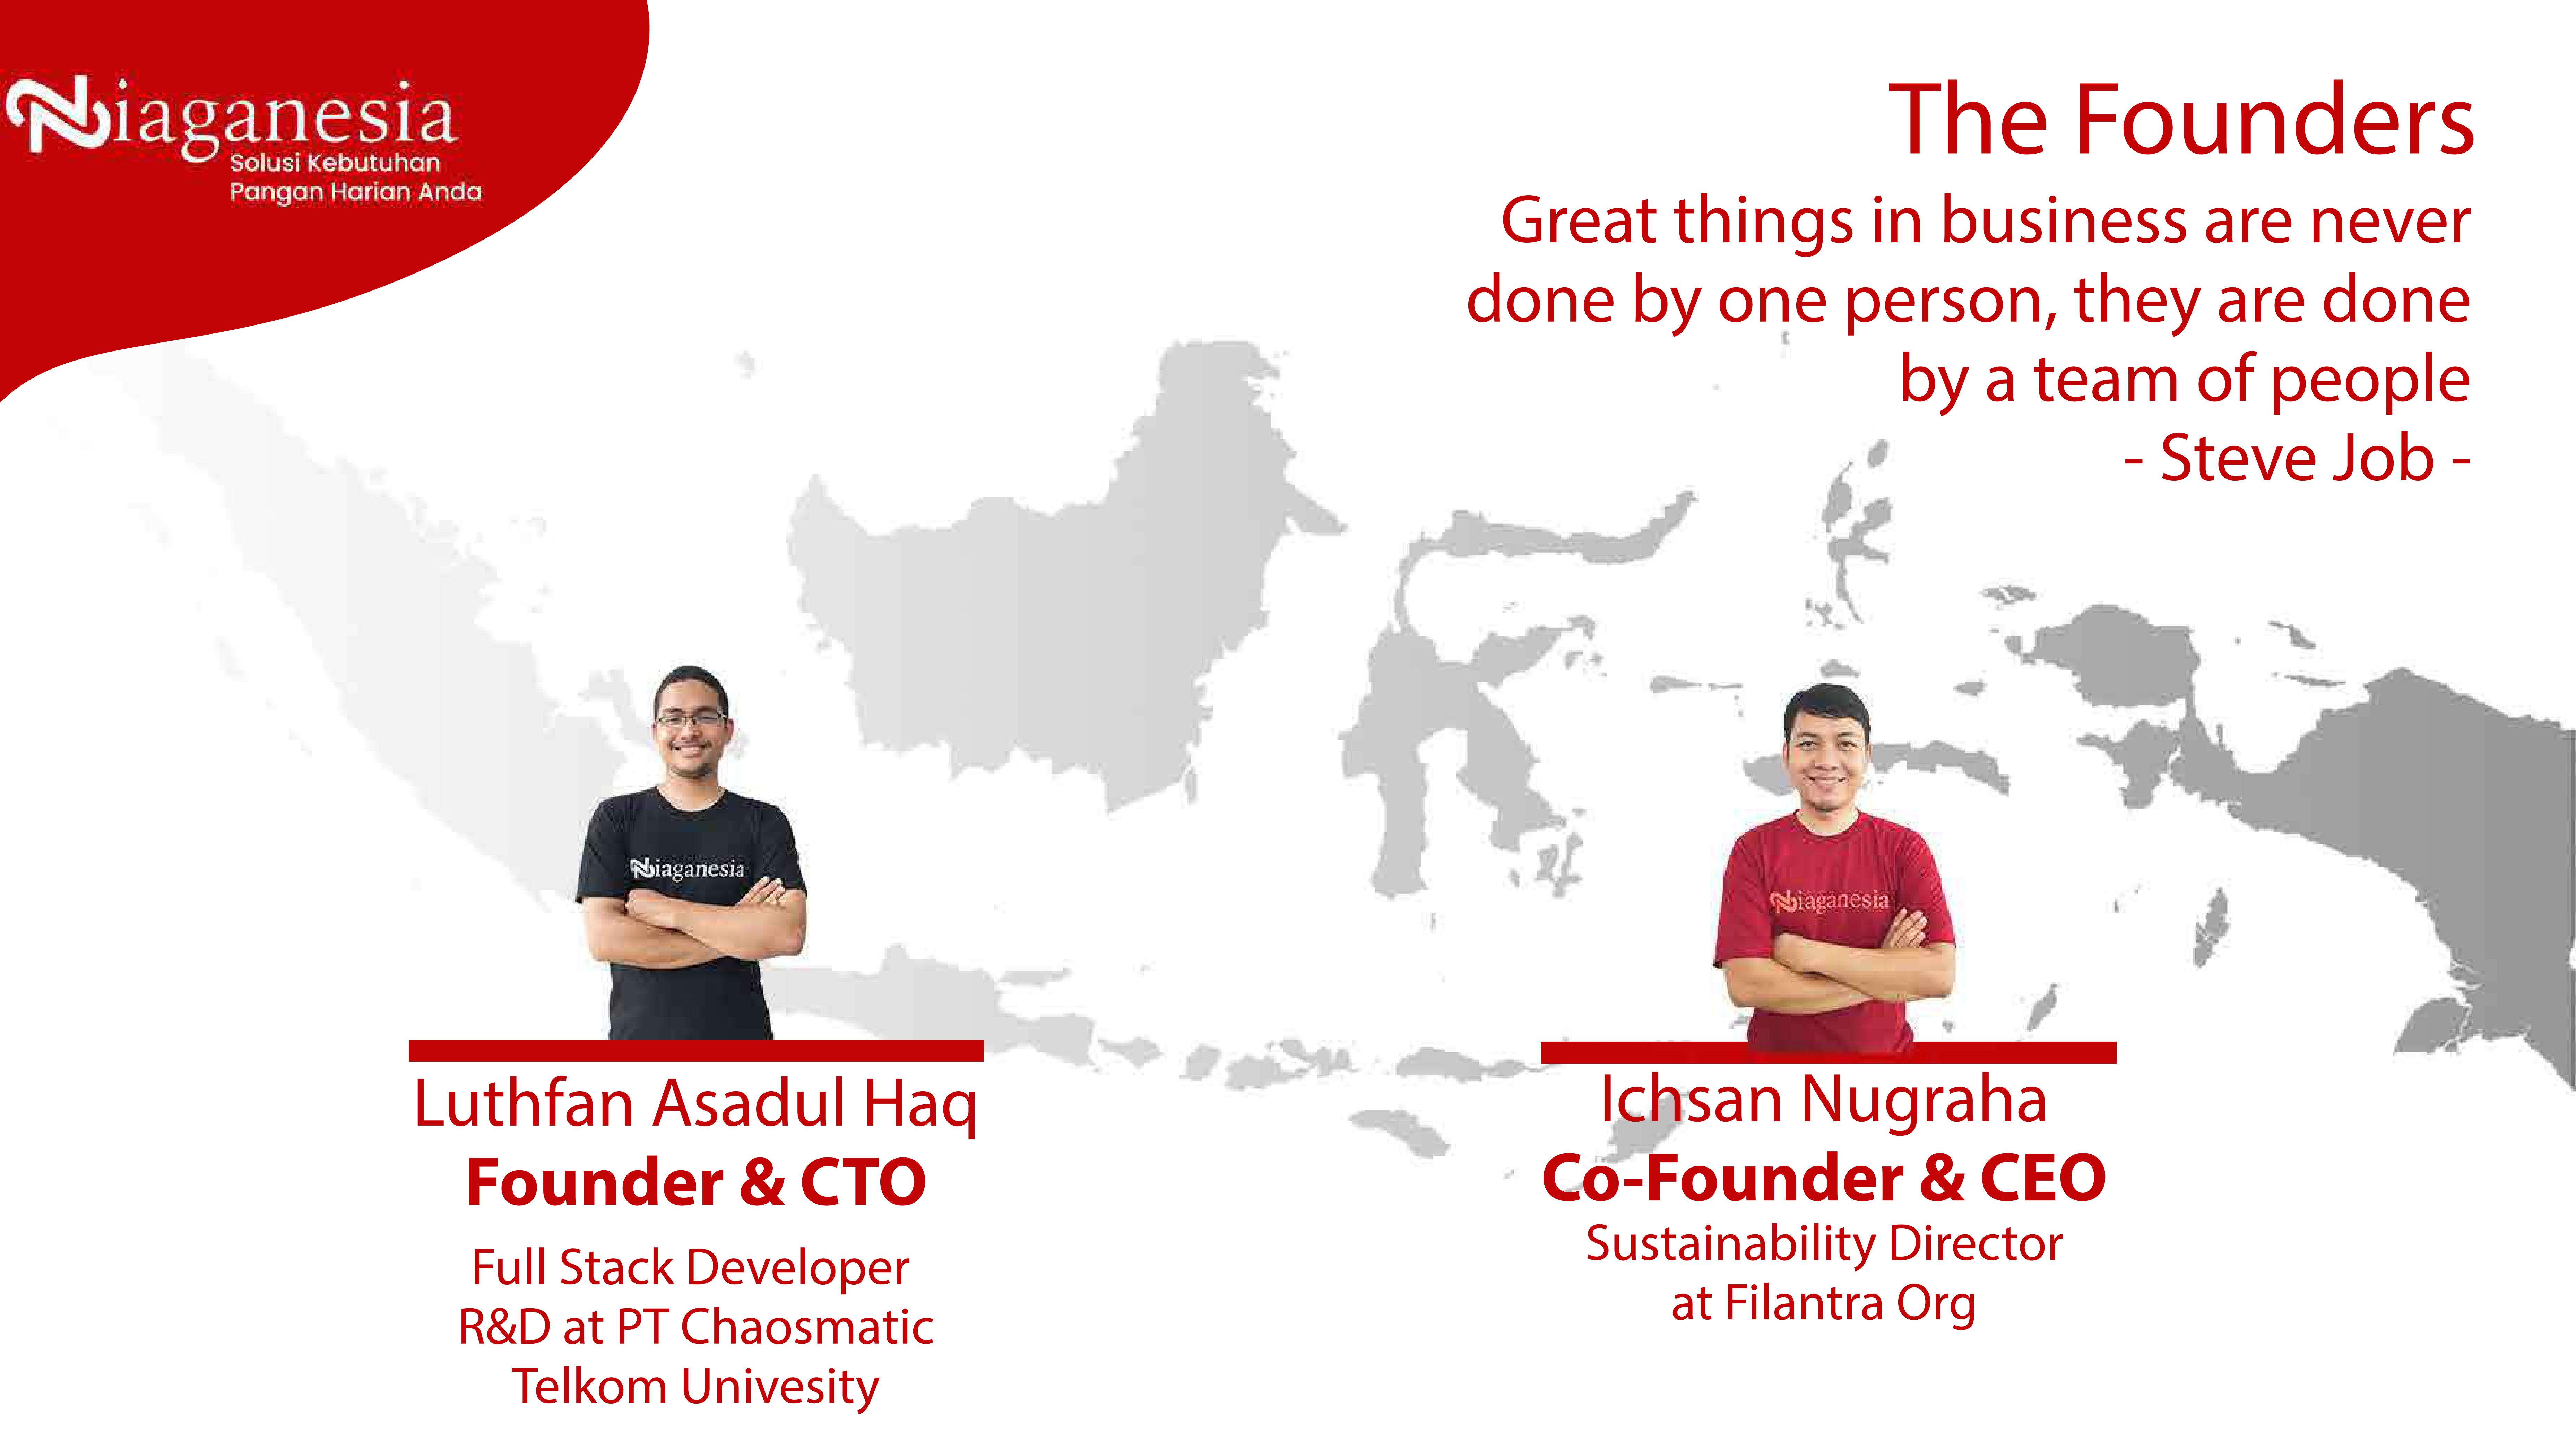 Niaganesia
Solusi Kebutuhan
Pangan Harian Anda
The Founders
Great things in business are never
done by one person, they are done
by a team of people
- Steve Job -
Niaganesia
Niaganesia
Luthfan Asadul Haq
Founder & CTO
Full Stack Developer
R&D at PT Chaosmatic
Telkom Univesity
Ichsan Nugraha
Co-Founder & CEO
Sustainability Director
at Filantra Org